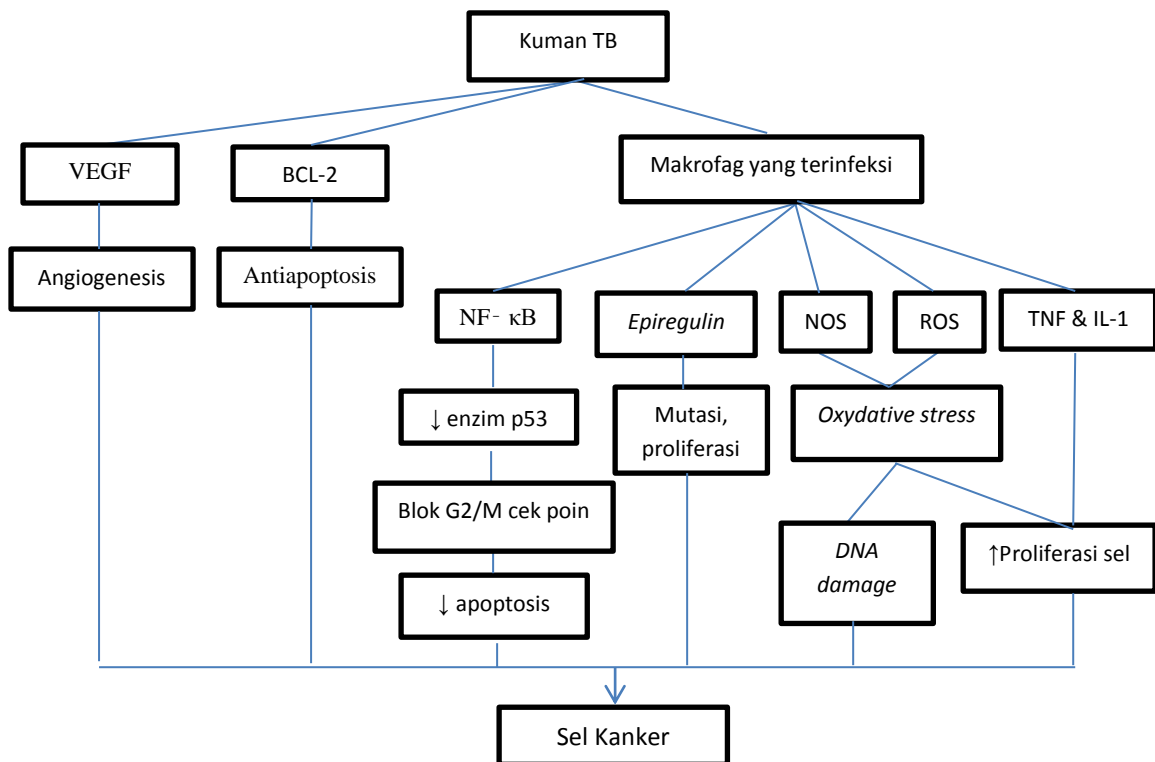 Kuman TB
VEGF
BCL-2
Makrofag yang terinfeksi
Angiogenesis
Antiapoptosis
NF- κB
Epiregulin
NOS
ROS
TNF & IL-1
↓ enzim p53
Mutasi,
proliferasi
Oxydative stress
Blok G2/M cek poin
DNA
damage
↑Proliferasi sel
↓ apoptosis
Sel Kanker